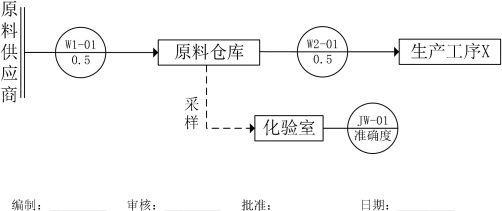 原料供应商
W1-01
0.5
原料仓库
W2-01
0.5
生产工序X
采样
化验室
JW-01
准确度
编制: 审核: 批准: 日期: